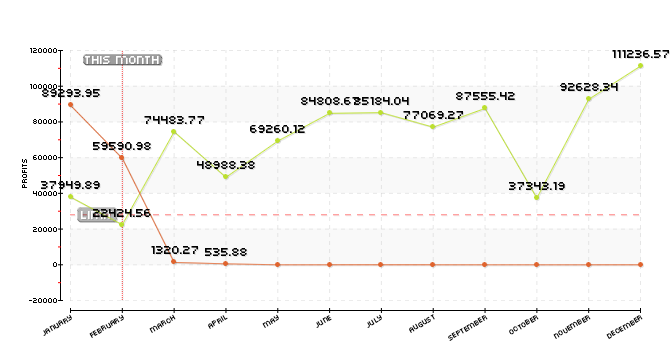 120000
THIS MONTH
111236.57
100000
89293.95
92628.34
84808.67
85184.04
87555.42
80000
74483.77
77069.27
69260.12
59590.98
60000
48988.38
PROFITS
37949.89
37343.19
40000
22424.56
20000
1320.27
535.88
0
-20000
JANUARY
FEBRUARY
MARCH
APRIL
MAY
JUNE
JULY
AUGUST
SEPTEMBER
OCTOBER
NOVEMBER
DECEMBER